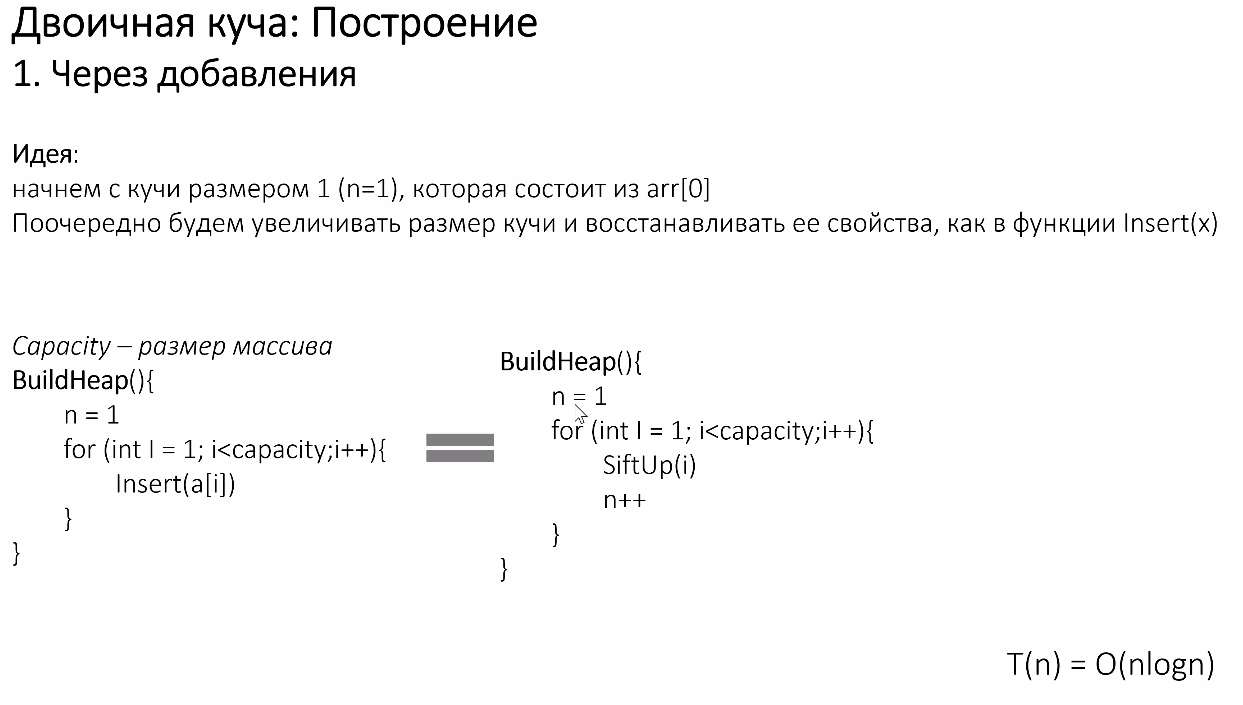 Двоичная куча: Построение
1. Через добавления
Идея:
начнем с кучи размером 1 (n=1), которая состоит из arr[0]
Поочередно будем увеличивать размер кучи и восстанавливать ее свойства, как в функции Insert(x)
Capacity – размер массива
BuildHeap(){
n = 1
for (int I = 1; i<capacity;i++){
Insert(a[i])
}
}
BuildHeap(){
n = 1
for (int I = 1; i<capacity;i++){
SiftUp(i)
n++
}
}
T(n) = O(nlogn)